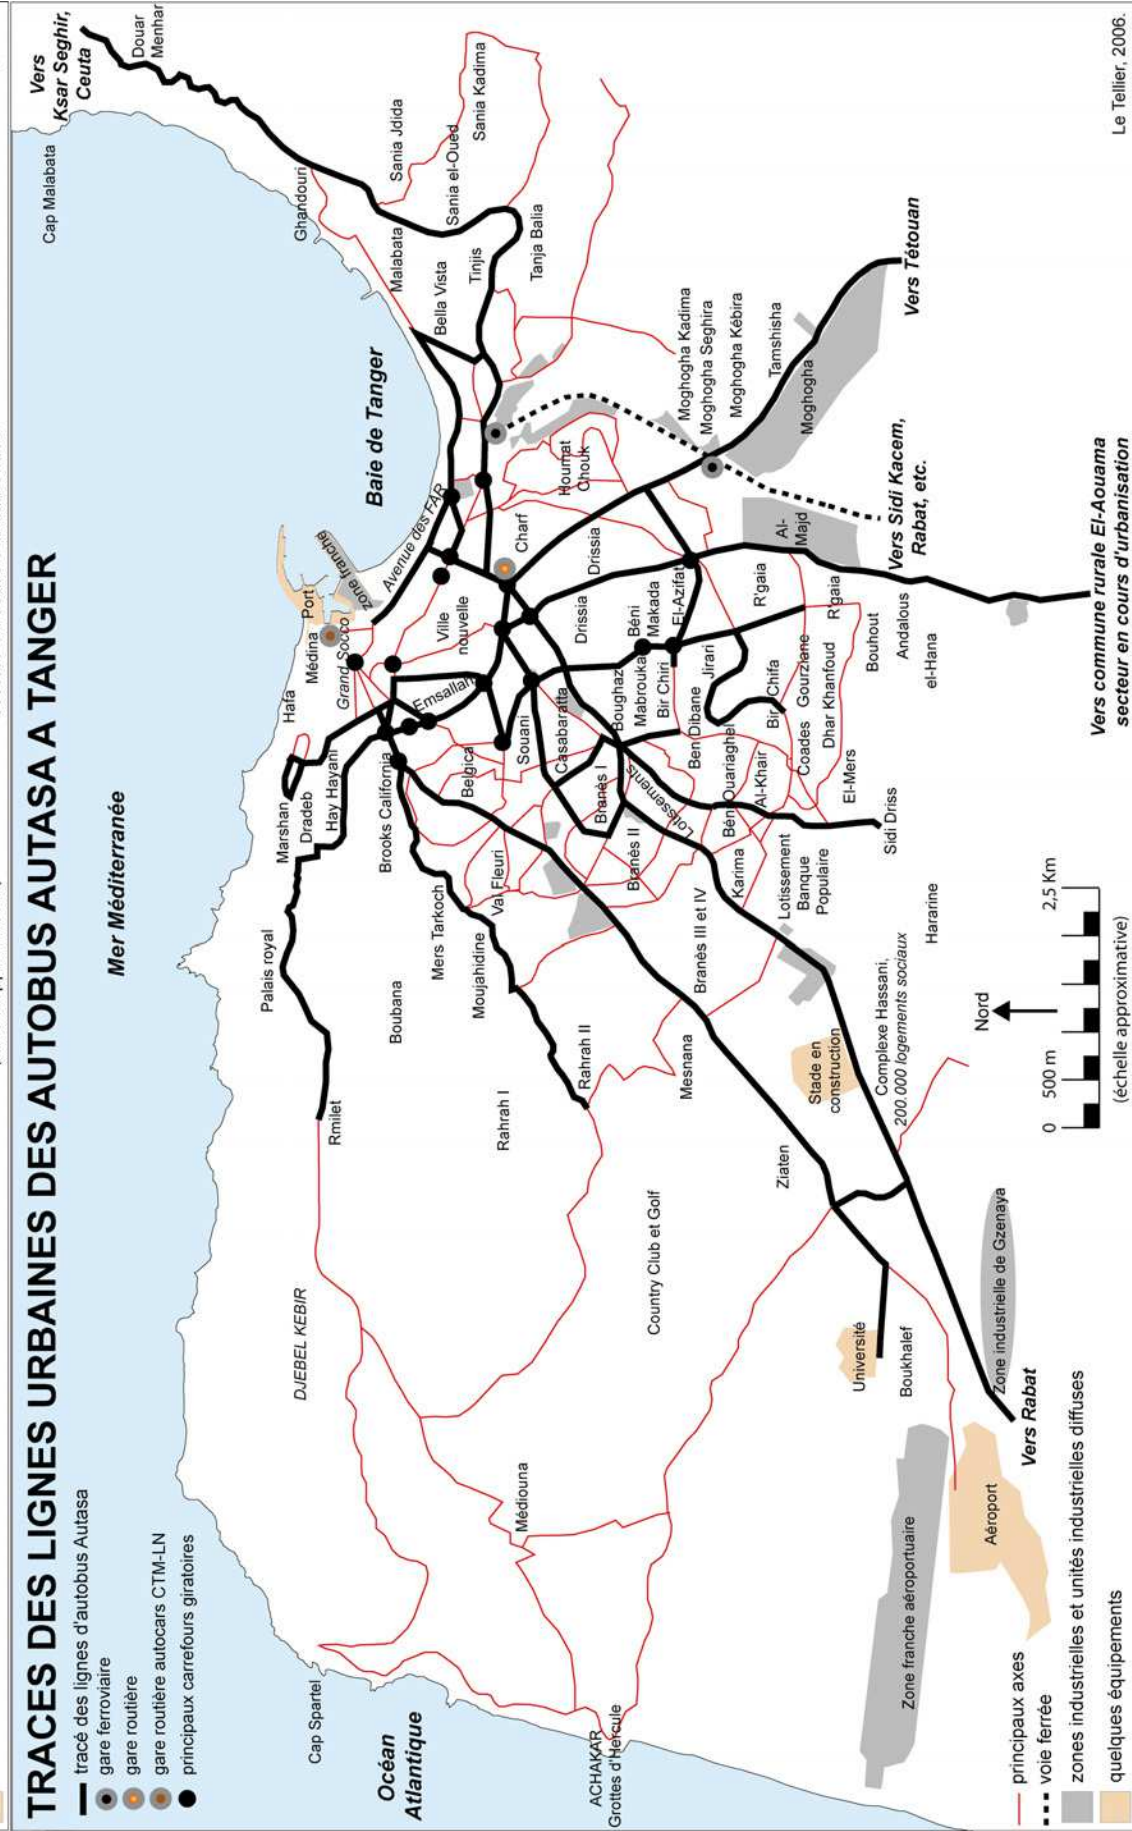 TRACES DES LIGNES URBAINES DES AUTOBUS AUTASA A TANGER
tracé des lignes d'autobus Autasa
gare ferroviaire
gare routière
gare routière autocars CTM-LN
principaux carrefours giratoires
Mer Méditerranée
Baie de Tanger
Océan
Atlantique
Vers
Ksar Seghir,
Ceuta
Douar
Menhar
Cap Malabata
Ghandouri
Sania Jdida
Sania el-Oued
Sania Kadima
Malabata
Bella Vista
Tinjis
Tanja Balia
Port
zone franche
Médina
Grand Socco
Avenue des FAR
Hafa
Marshan
Dradeb
Hay Hayani
Palais royal
Rmilet
DJEBEL KEBIR
Cap Spartel
Ville
nouvelle
Emsallah
Charf
Houmat
Chouk
Brooks California
Belgica
Souani
Casabaratta
Mers Tarkoch
Val Fleuri
Moujahidine
Boubana
Rahrah I
Rahrah II
Médiouna
ACHAKAR
Grottes d'Hercule
Country Club et Golf
Mesnana
Branès I
Branès II
Branès III et IV
Lotissements
Drissia
Drissia
Boughaz
Mabrouka
Béni
Makada
Bir Chiri
El-Azifat
Moghogha Kadima
Moghogha Seghira
Moghogha Kébira
Tamshisha
Moghogha
Vers Tétouan
Al-
Majd
Vers Sidi Kacem,
Rabat, etc.
Ben Dibane
Jirari
R'gaia
R'gaia
Béni Ouariaghel
Bir Chifa
Al-Khair
Karima
Coades
Gourziane
Dhar Khanfoud
El-Mers
Bouhout
Andalous
el-Hana
Sidi Driss
Lotissement
Banque
Populaire
Hararine
Stade en
construction
Complexe Hassani,
200.000 logements sociaux
Ziaten
Université
Boukhalef
Zone industrielle de Gzenaya
Vers Rabat
Aéroport
Zone franche aéroportuaire
Vers commune rurale El-Aouama
secteur en cours d'urbanisation
Nord
0
500 m
2,5 Km
(échelle approximative)
principaux axes
voie ferrée
zones industrielles et unités industrielles diffuses
quelques équipements
Le Tellier, 2006.